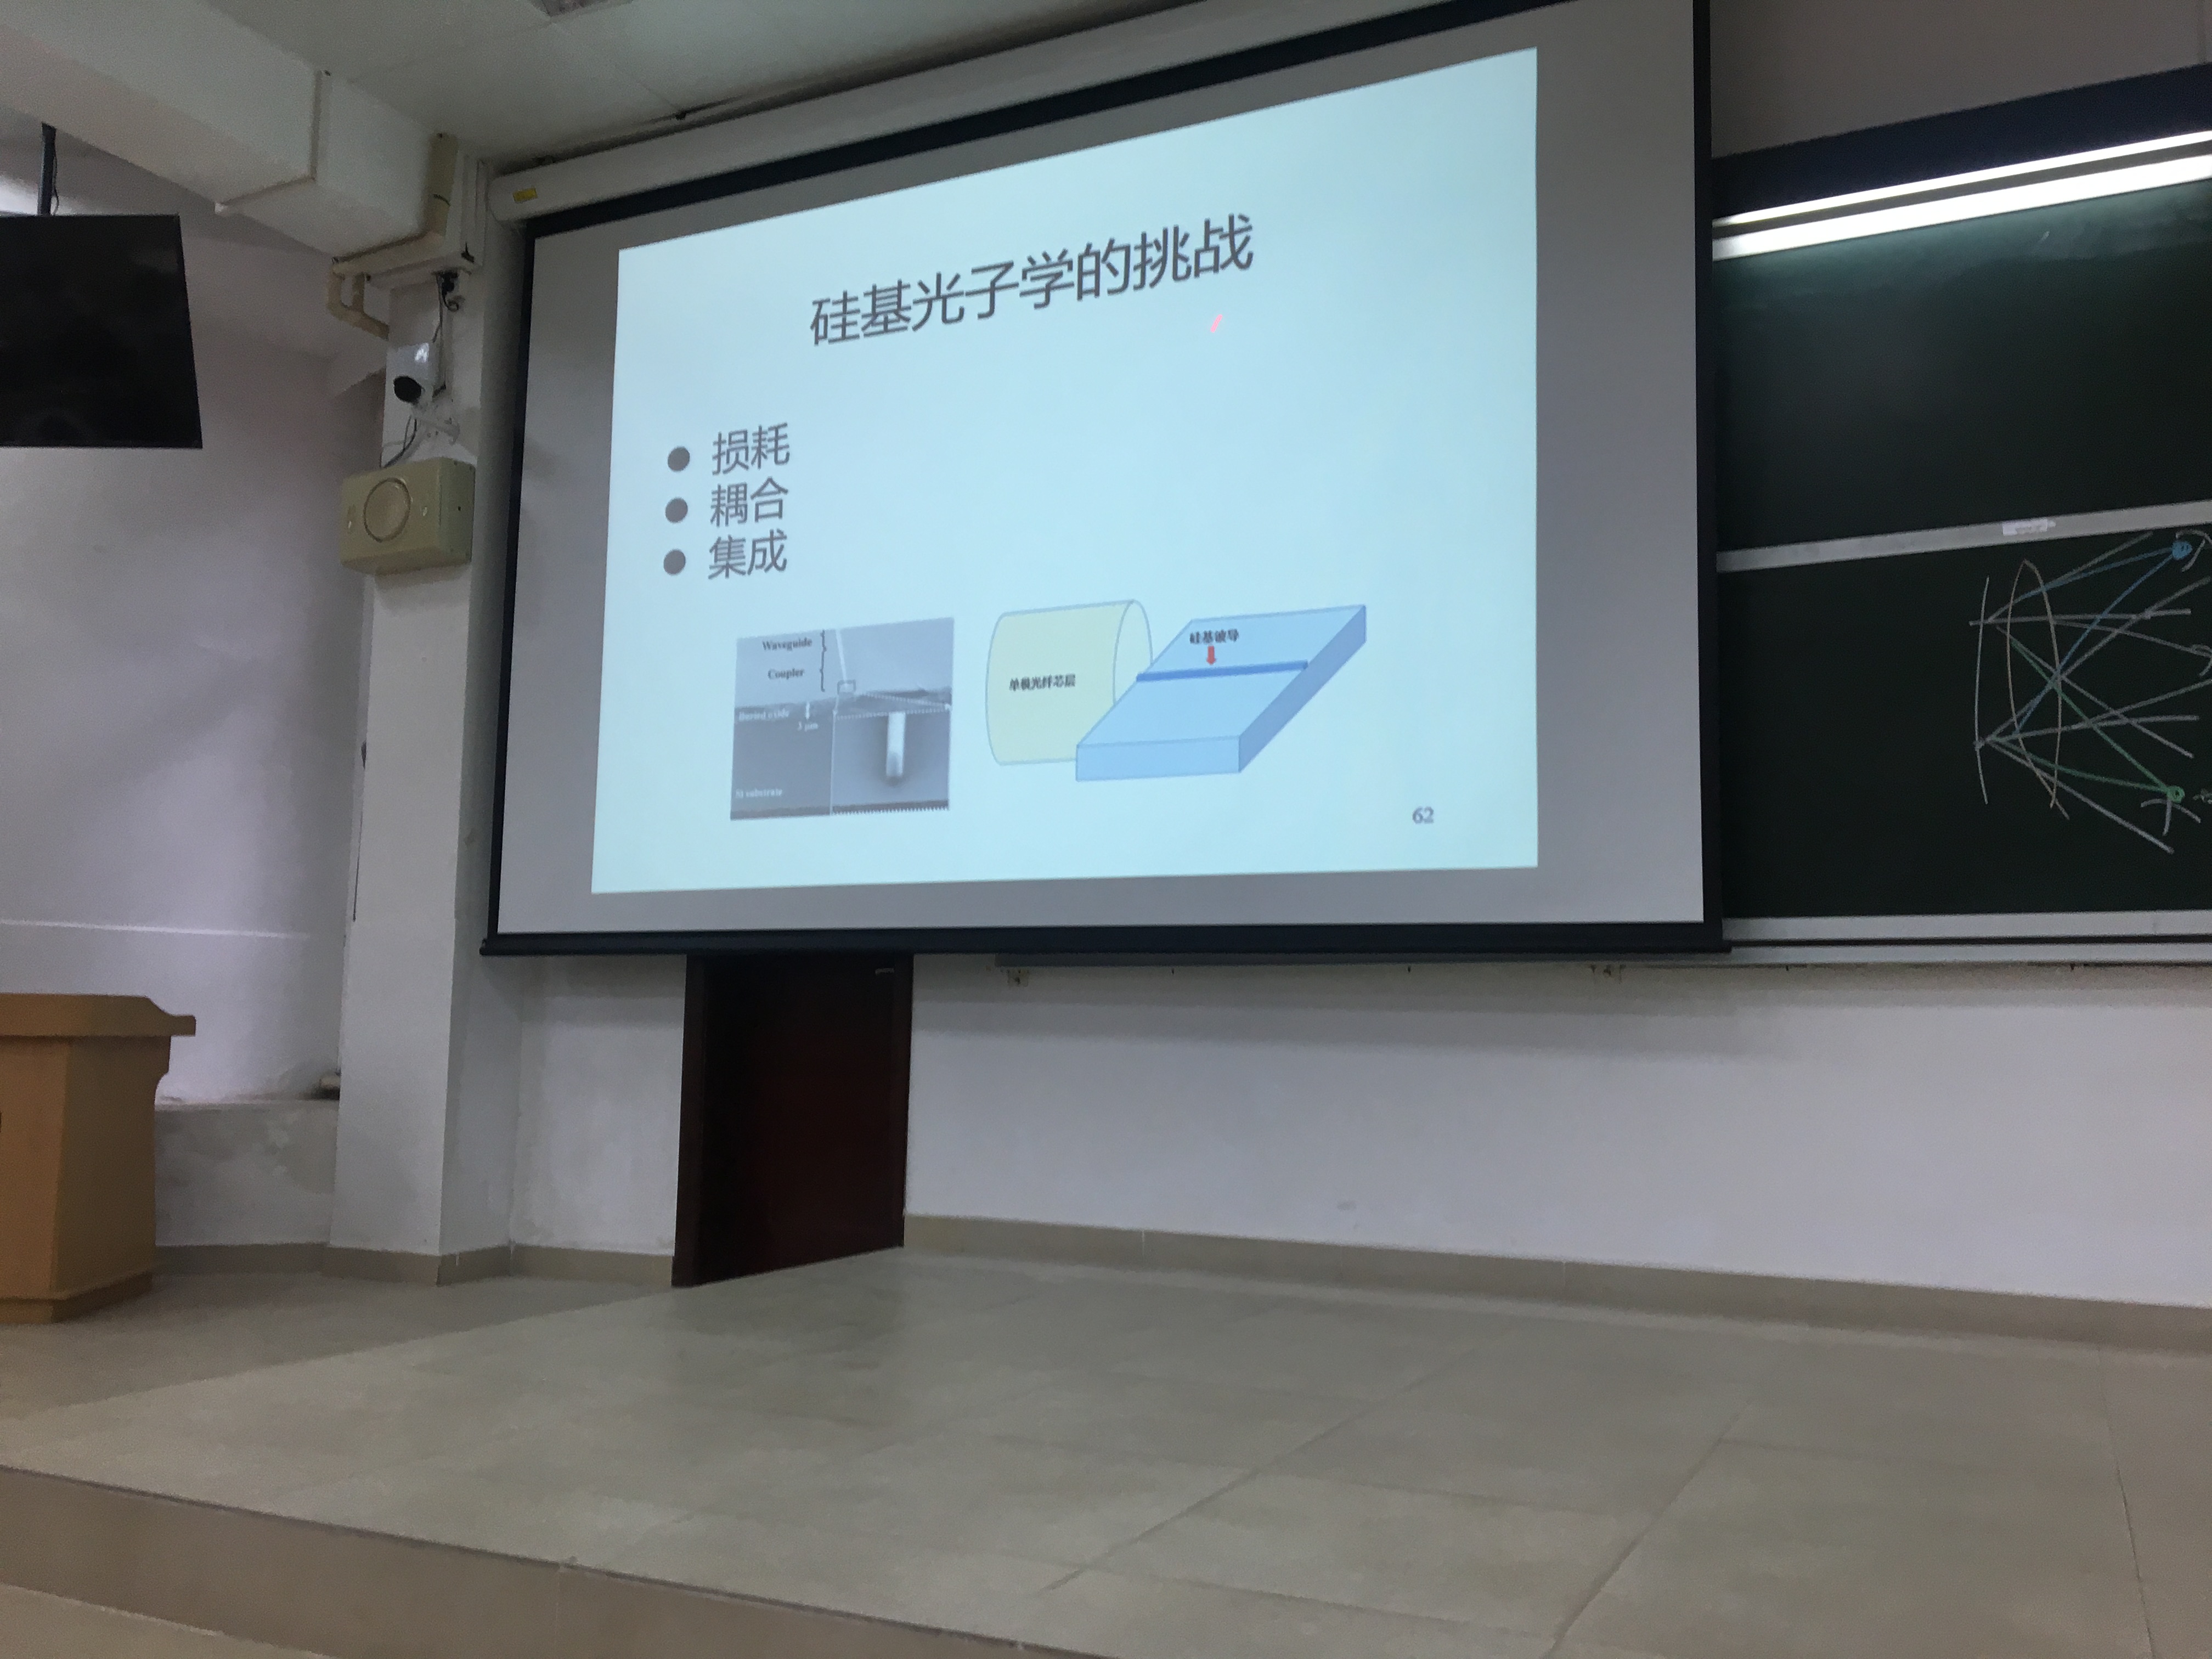 硅基光子学的挑战
● 损耗
● 耦合
● 集成
Waveguide
Coupler
Buried oxide
3 μm
Si substrate
单模光纤芯层
硅基波导
62